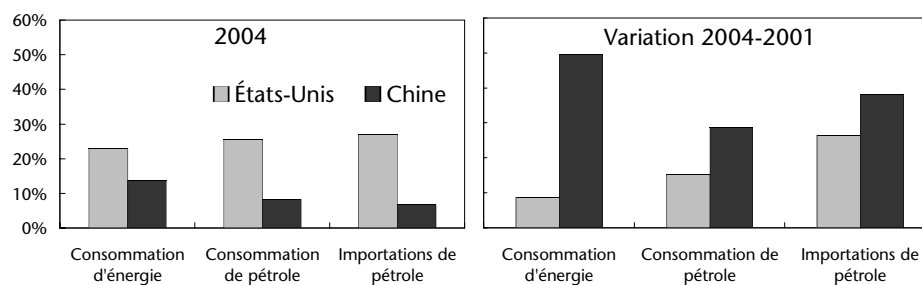 60%
50%
40%
30%
20%
10%
0%
2004
États-Unis Chine
Consommation
d'énergie
Consommation
de pétrole
Importations de
pétrole
Variation 2004-2001
Consommation
d'énergie
Consommation de
pétrole
Importations de
pétrole